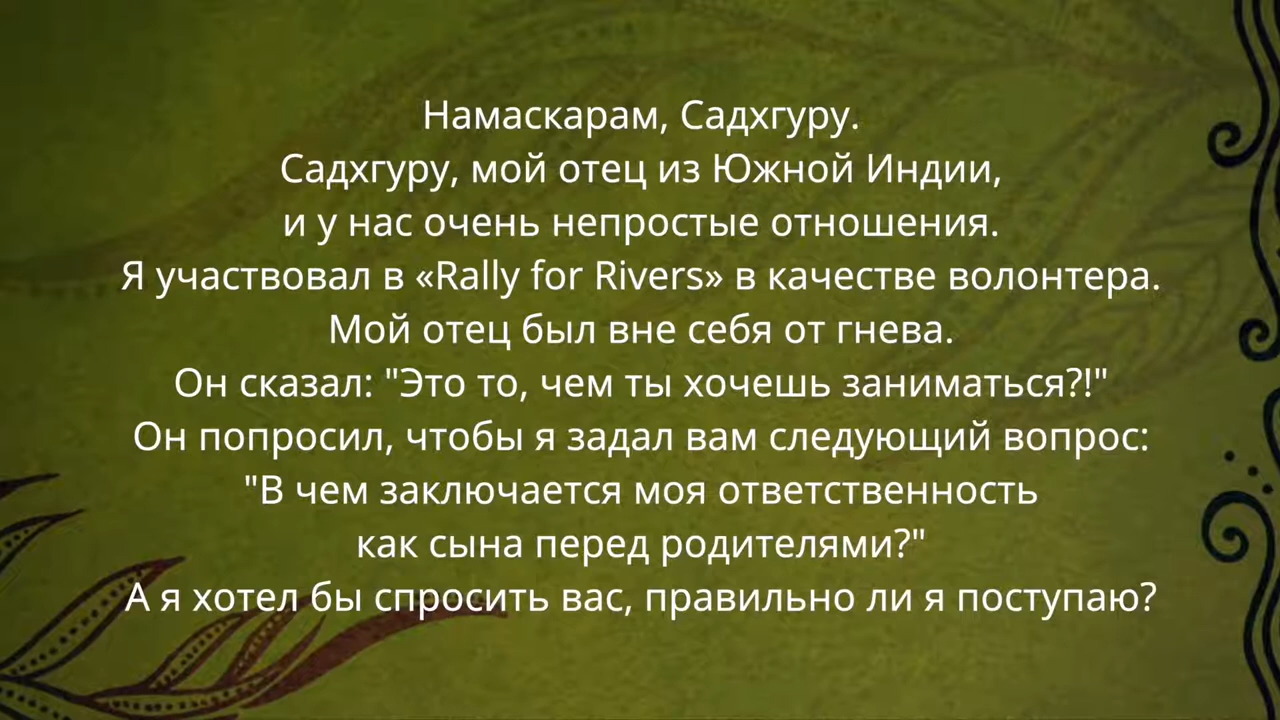 Намаскарам, Садхгуру.
Садхгуру, мой отец из Южной Индии,
и у нас очень непростые отношения.
Я участвовал в «Rally for Rivers» в качестве волонтера.
Мой отец был вне себя от гнева.
Он сказал: "Это то, чем ты хочешь заниматься?!"
Он попросил, чтобы я задал вам следующий вопрос:
"В чем заключается моя ответственность
как сына перед родителями?"
А я хотел бы спросить вас, правильно ли я поступаю?